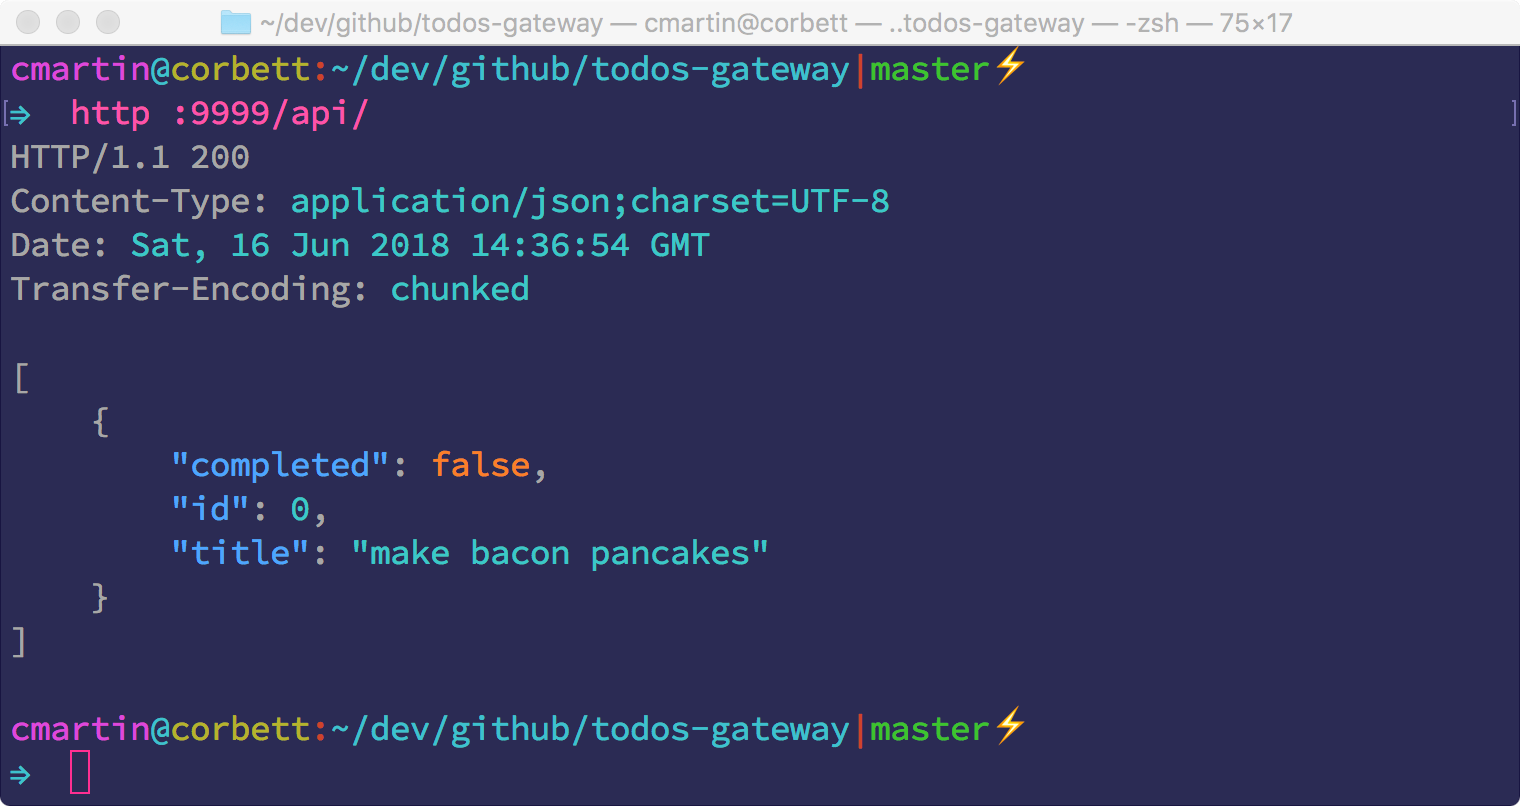 ~/dev/github/todos-gateway — cmartin@corbett — ..todos-gateway — -zsh — 75×17
cmartin@corbett:~/dev/github/todos-gateway|master⚡
[⇒  http :9999/api/ ]
HTTP/1.1 200
Content-Type: application/json;charset=UTF-8
Date: Sat, 16 Jun 2018 14:36:54 GMT
Transfer-Encoding: chunked

[
    {
        "completed": false,
        "id": 0,
        "title": "make bacon pancakes"
    }
]

cmartin@corbett:~/dev/github/todos-gateway|master⚡
⇒